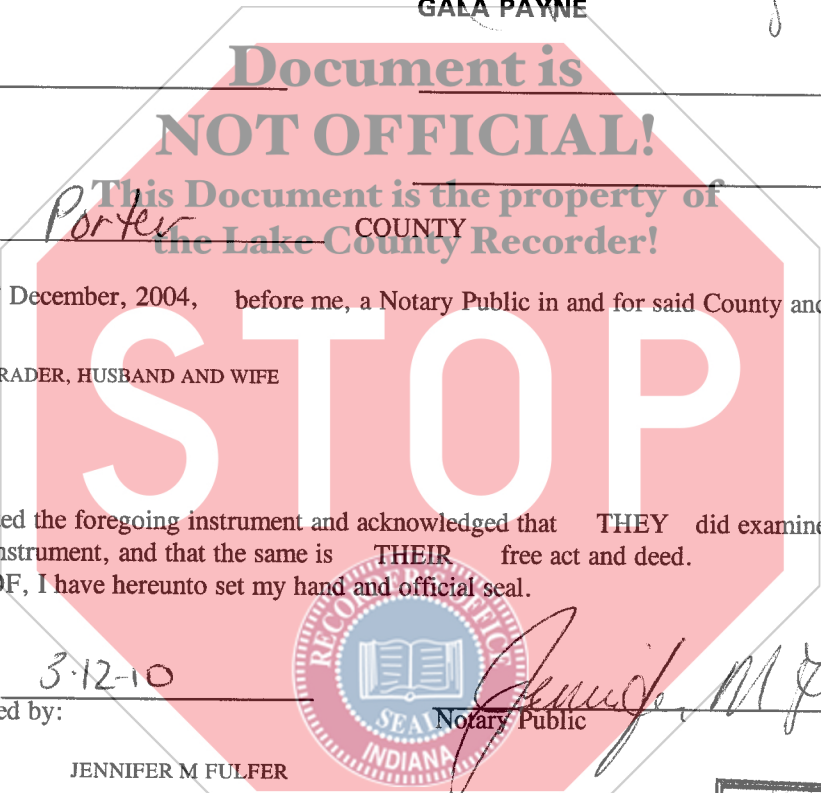 GALA PAYNE
Document is
NOT OFFICIAL!
This Document is the property of
the Lake County Recorder!
Porter COUNTY
December, 2004, before me, a Notary Public in and for said County and
RADER, HUSBAND AND WIFE
STOP
ed the foregoing instrument and acknowledged that THEY did examine
nstrument, and that the same is THEIR free act and deed.
OF, I have hereunto set my hand and official seal.
RECORDER'S OFFICE
SEAL
INDIANA
3-12-10
Jennifer M F
ed by:
Notary Public
JENNIFER M FULFER